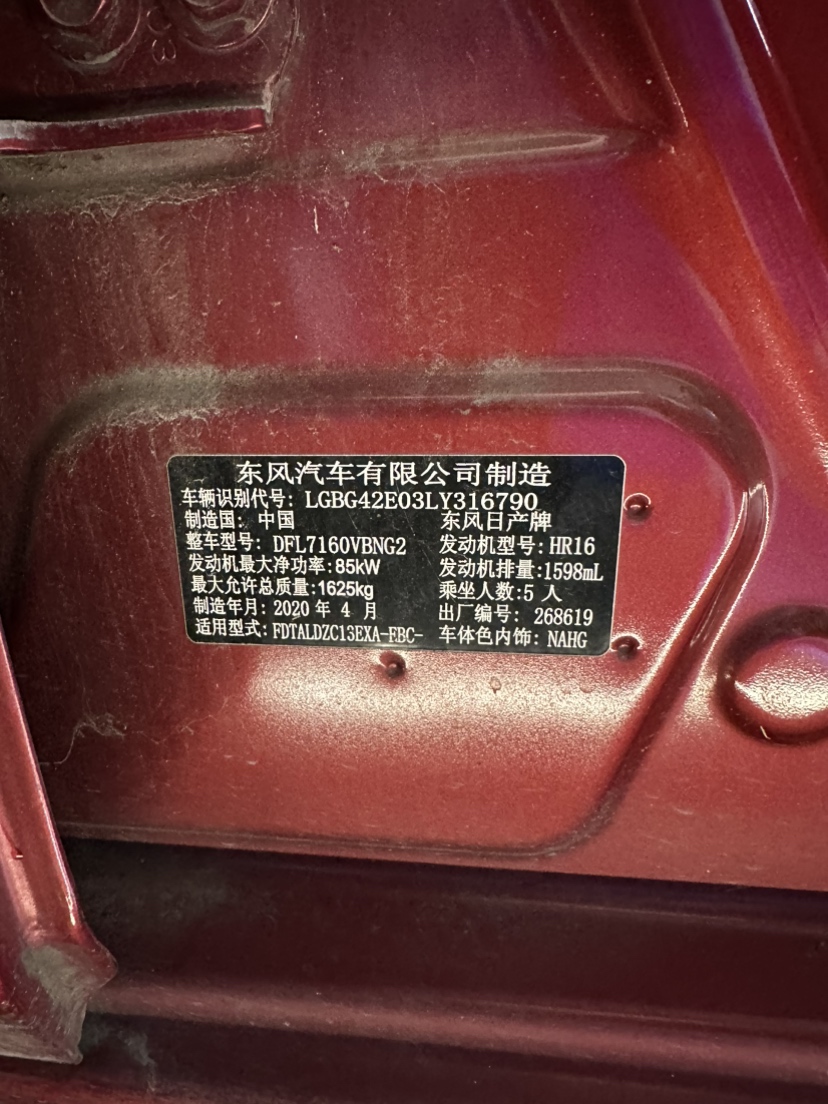 东风汽车有限公司制造
车辆识别代号: LGBG42E03LY316790
制造国: 中国 东风日产牌
整车型号: DFL7160VBNG2 发动机型号:HR16
发动机最大净功率:85kW 发动机排量:1598mL
最大允许总质量:1625kg 乘坐人数:5 人
制造年月:2020 年 4 月 出厂编号: 268619
适用型式:FDTALDZC13EXA-EBC- 车体色内饰: NAHG